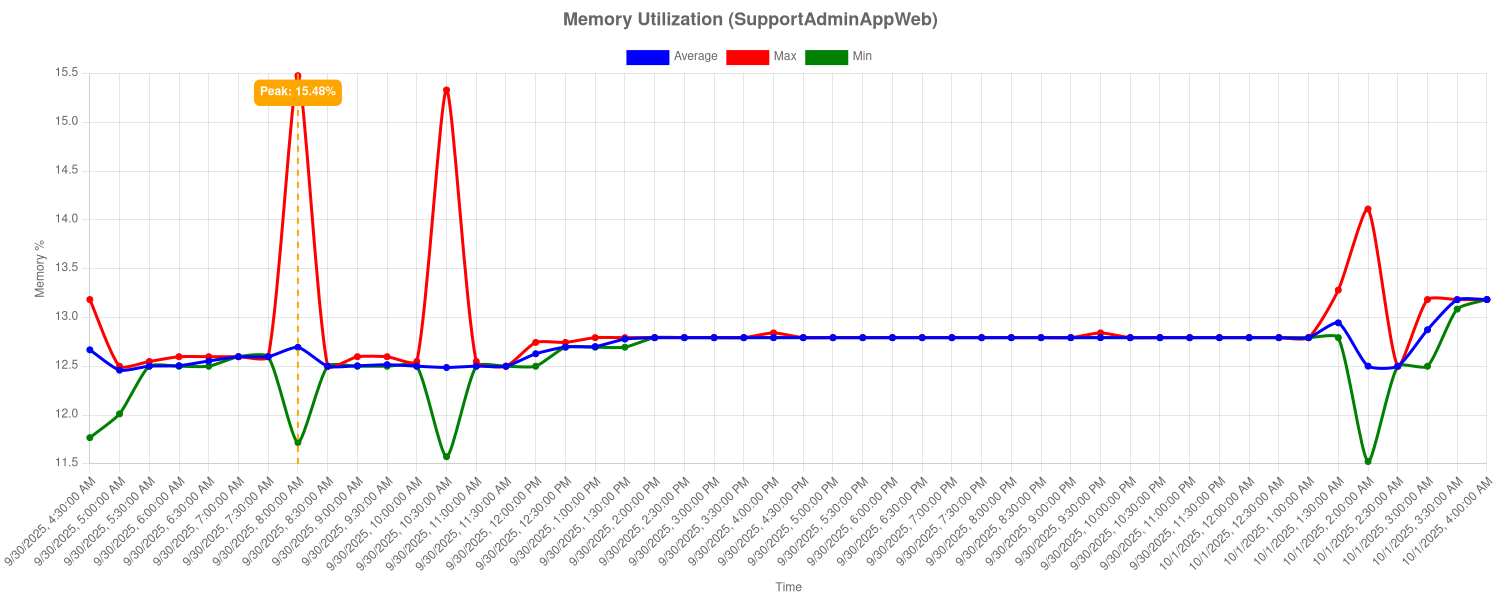 Memory Utilization (SupportAdminAppWeb)
Average Max Min
15.5
Peak: 15.48%
15.0
14.5
14.0
13.5
Memory %
13.0
12.5
12.0
11.5
9/30/2025, 4:30:00 AM
9/30/2025, 5:00:00 AM
9/30/2025, 5:30:00 AM
9/30/2025, 6:00:00 AM
9/30/2025, 6:30:00 AM
9/30/2025, 7:00:00 AM
9/30/2025, 7:30:00 AM
9/30/2025, 8:00:00 AM
9/30/2025, 8:30:00 AM
9/30/2025, 9:00:00 AM
9/30/2025, 9:30:00 AM
9/30/2025, 10:00:00 AM
9/30/2025, 10:30:00 AM
9/30/2025, 11:00:00 AM
9/30/2025, 11:30:00 AM
9/30/2025, 12:00:00 PM
9/30/2025, 12:30:00 PM
9/30/2025, 1:00:00 PM
9/30/2025, 1:30:00 PM
9/30/2025, 2:00:00 PM
9/30/2025, 2:30:00 PM
9/30/2025, 3:00:00 PM
9/30/2025, 3:30:00 PM
9/30/2025, 4:00:00 PM
9/30/2025, 4:30:00 PM
9/30/2025, 5:00:00 PM
9/30/2025, 5:30:00 PM
9/30/2025, 6:00:00 PM
9/30/2025, 6:30:00 PM
9/30/2025, 7:00:00 PM
9/30/2025, 7:30:00 PM
9/30/2025, 8:00:00 PM
9/30/2025, 8:30:00 PM
9/30/2025, 9:00:00 PM
9/30/2025, 9:30:00 PM
9/30/2025, 10:00:00 PM
9/30/2025, 10:30:00 PM
9/30/2025, 11:00:00 PM
9/30/2025, 11:30:00 PM
10/1/2025, 12:00:00 AM
10/1/2025, 12:30:00 AM
10/1/2025, 1:00:00 AM
10/1/2025, 1:30:00 AM
10/1/2025, 2:00:00 AM
10/1/2025, 2:30:00 AM
10/1/2025, 3:00:00 AM
10/1/2025, 3:30:00 AM
10/1/2025, 4:00:00 AM
Time